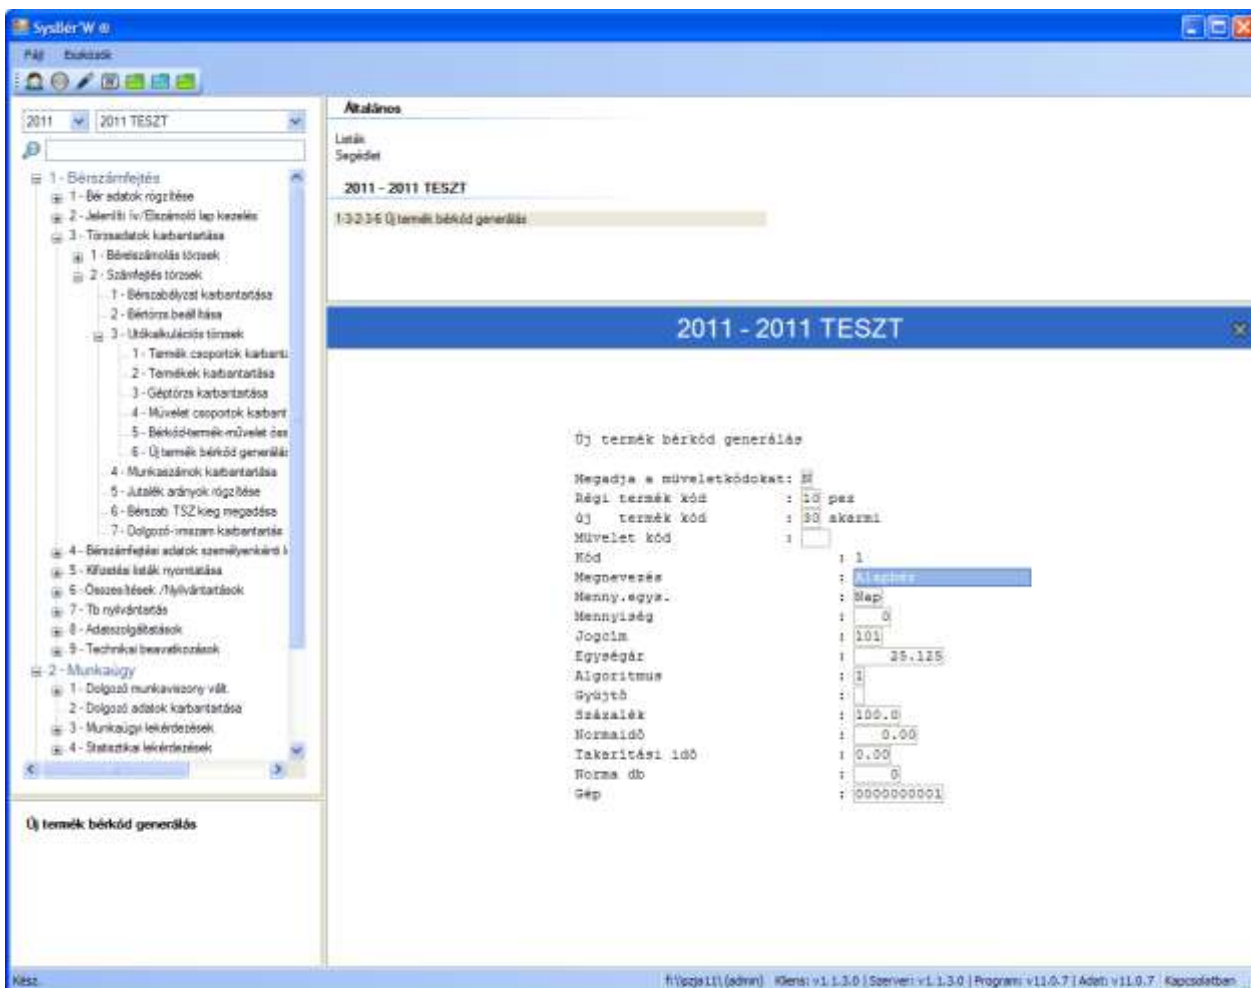 SysBér'W ®
Fájl Eszközök
2011 2011 TESZT
1 - Bérszámfejtés
1 - Bér adatok rögzítése
2 - Jelenléti ív/Elszámoló lap kezelés
3 - Törzsadatok karbantartása
1 - Bérelszámolás törzsek
2 - Számfejtés törzsek
1 - Bérszabályzat karbantartása
2 - Bértörzs beállítása
3 - Utókalkulációs törzsek
1 - Termék csoportok karbanta
2 - Termékek karbantartása
3 - Géptörzs karbantartása
4 - Művelet csoportok karbant
5 - Bérkód-termék-művelet öss
6 - Új termék bérkód generálás
4 - Munkaszámok karbantartása
5 - Jutalék arányok rögzítése
6 - Bérszab TSZ kieg megadása
7 - Dolgozó-imszam karbantartás
4 - Bérszámfejtési adatok személyenkénti l
5 - Kifizetési listák nyomtatása
6 - Összesítések /Nyilvántartások
7 - Tb nyilvántartás
8 - Adatszolgáltatások
9 - Technikai beavatkozások
2 - Munkaügy
1 - Dolgozó munkaviszony vált.
2 - Dolgozó adatok karbantartása
3 - Munkaügyi lekérdezések
4 - Statisztikai lekérdezések
Új termék bérkód generálás
Általános
Listák
Segédlet
2011 - 2011 TESZT
1-3-2-3-6 Új termék bérkód generálás
2011 - 2011 TESZT
Új termék bérkód generálás
Megadja a műveletkódokat: N
Régi termék kód : 10 pez
új termék kód : 30 akarmi
Művelet kód :
Kód : 1
Megnevezés : Alapbér
Menny.egys. : Nap
Mennyiség : 0
Jogcím : 101
Egységár : 25.125
Algoritmus : 1
Gyűjtő :
Százalék : 100.0
Normaidő : 0.00
Takarítási idő : 0.00
Norma db : 0
Gép : 0000000001
Kész.
f:\\szja11\ (admin) Kliens: v1.1.3.0 | Szerver: v1.1.3.0 | Program: v11.0.7 | Adat: v11.0.7 Kapcsolatban